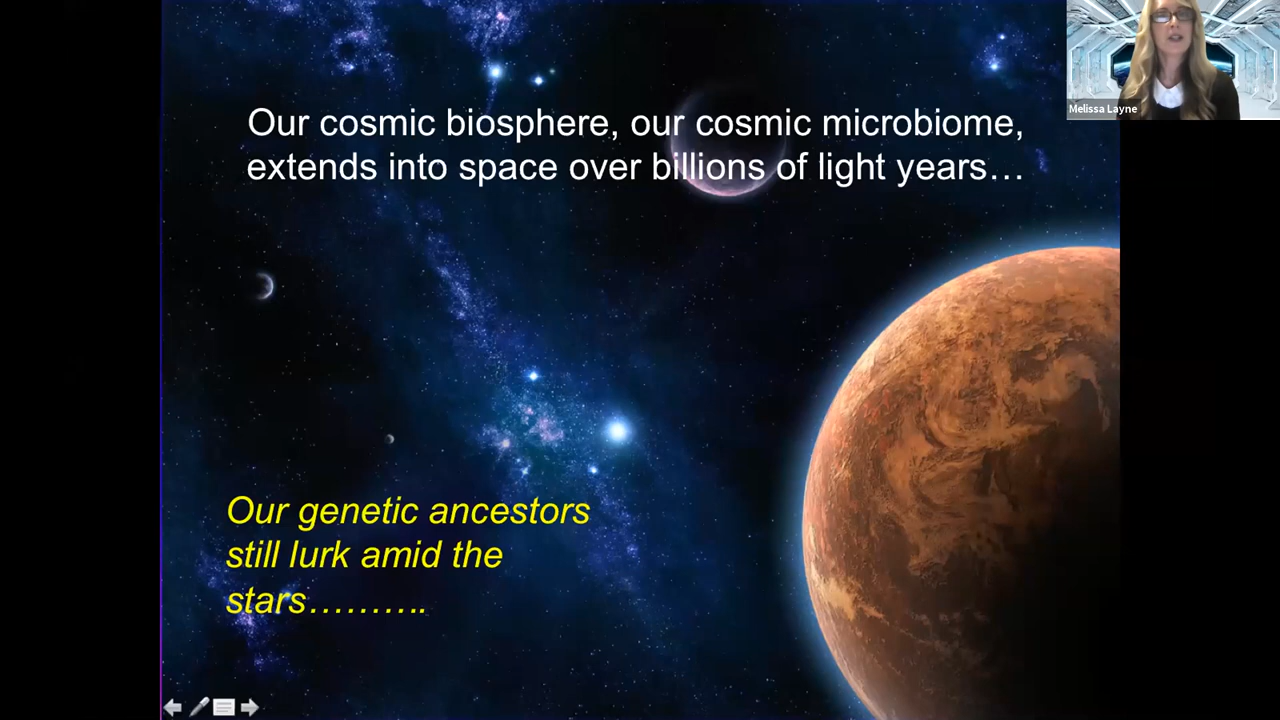 Our cosmic biosphere, our cosmic microbiome,
extends into space over billions of light years…
Melissa Layne
Our genetic ancestors
still lurk amid the
stars……….